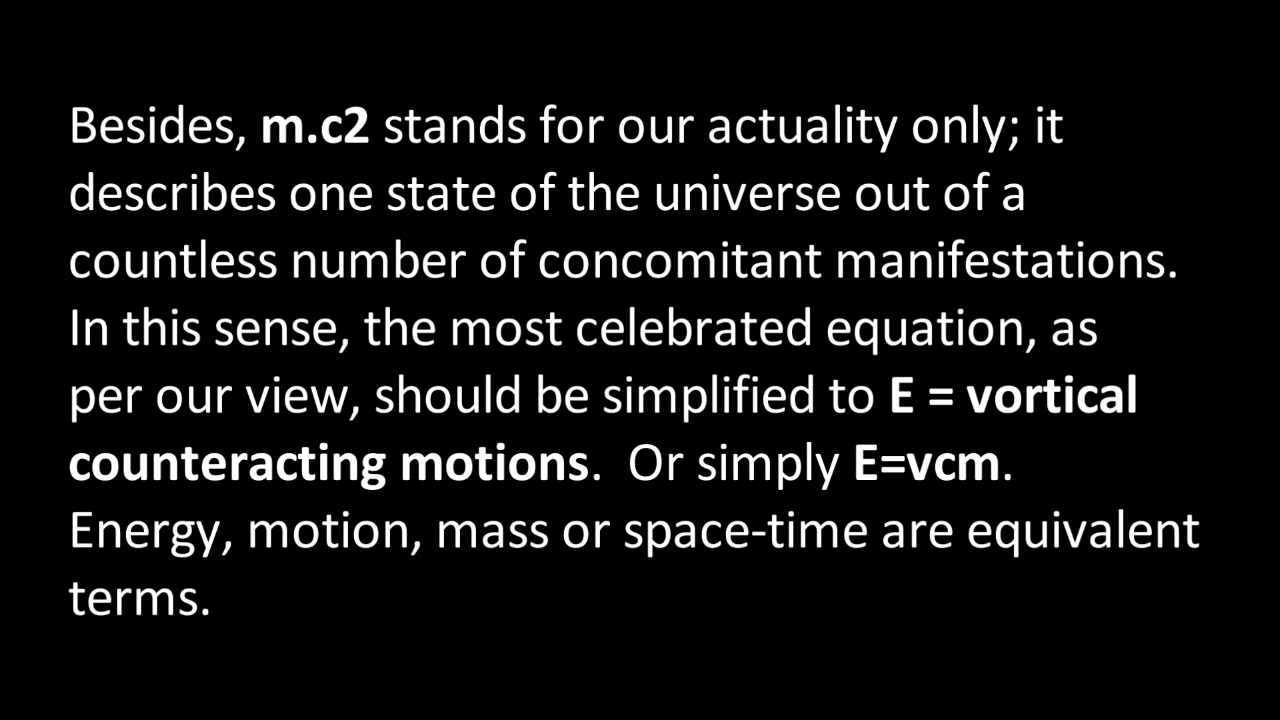 Besides, m.c2 stands for our actuality only; it
describes one state of the universe out of a
countless number of concomitant manifestations.
In this sense, the most celebrated equation, as
per our view, should be simplified to E = vortical
counteracting motions.  Or simply E=vcm.
Energy, motion, mass or space-time are equivalent
terms.